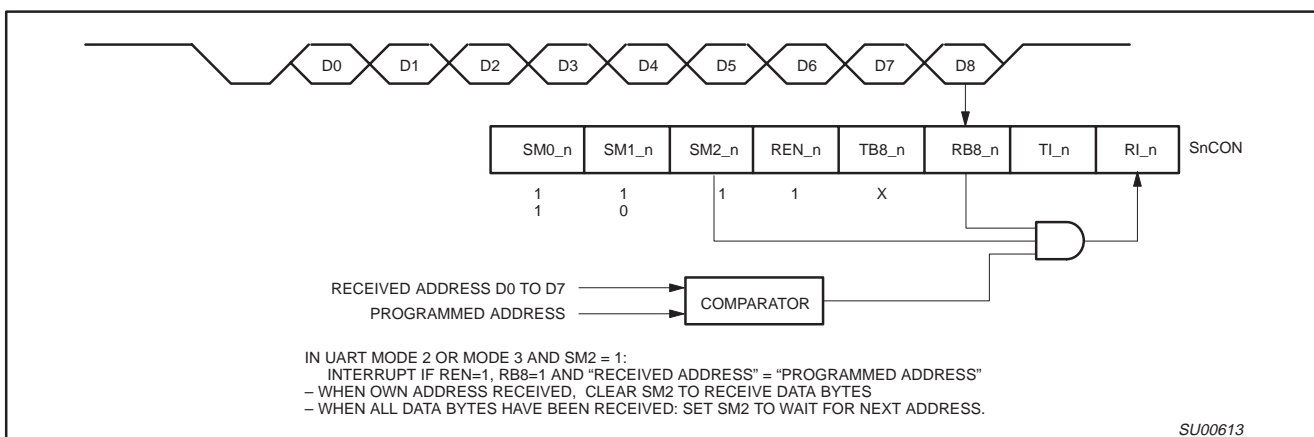 D0 D1 D2 D3 D4 D5 D6 D7 D8
SM0_n SM1_n SM2_n REN_n TB8_n RB8_n TI_n RI_n SnCON
1 1 1 1 X
1 0
RECEIVED ADDRESS D0 TO D7
PROGRAMMED ADDRESS
COMPARATOR
IN UART MODE 2 OR MODE 3 AND SM2 = 1:
INTERRUPT IF REN=1, RB8=1 AND “RECEIVED ADDRESS” = “PROGRAMMED ADDRESS”
– WHEN OWN ADDRESS RECEIVED, CLEAR SM2 TO RECEIVE DATA BYTES
– WHEN ALL DATA BYTES HAVE BEEN RECEIVED: SET SM2 TO WAIT FOR NEXT ADDRESS.
SU00613